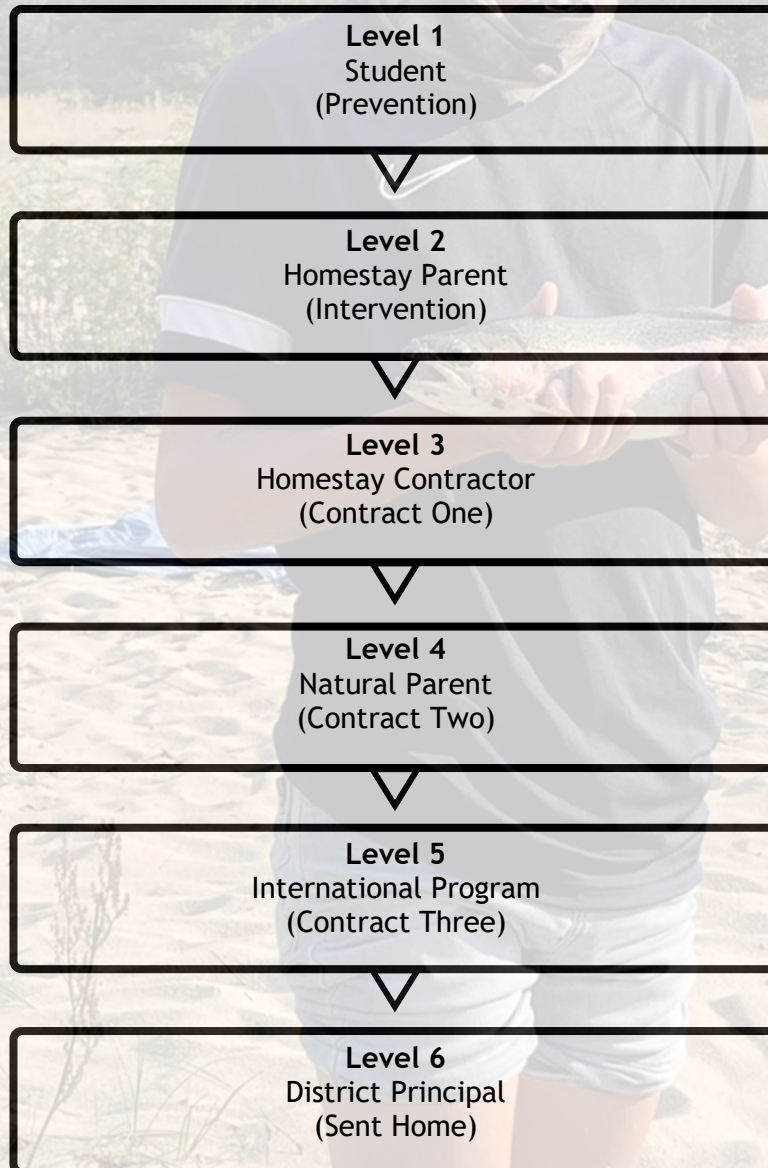 Level 1
Student
(Prevention)
Level 2
Homestay Parent
(Intervention)
Level 3
Homestay Contractor
(Contract One)
Level 4
Natural Parent
(Contract Two)
Level 5
International Program
(Contract Three)
Level 6
District Principal
(Sent Home)